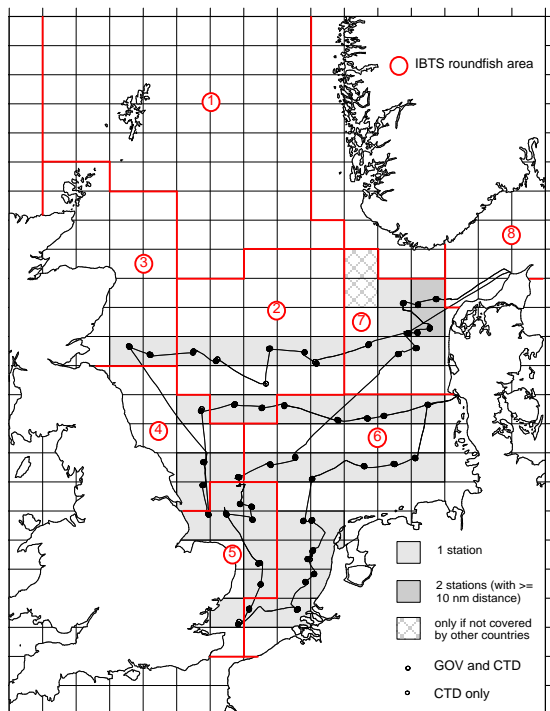 IBTS roundfish area
1
8
3
2
7
4
6
5
1 station
2 stations (with >=
10 nm distance)
only if not covered
by other countries
GOV and CTD
CTD only